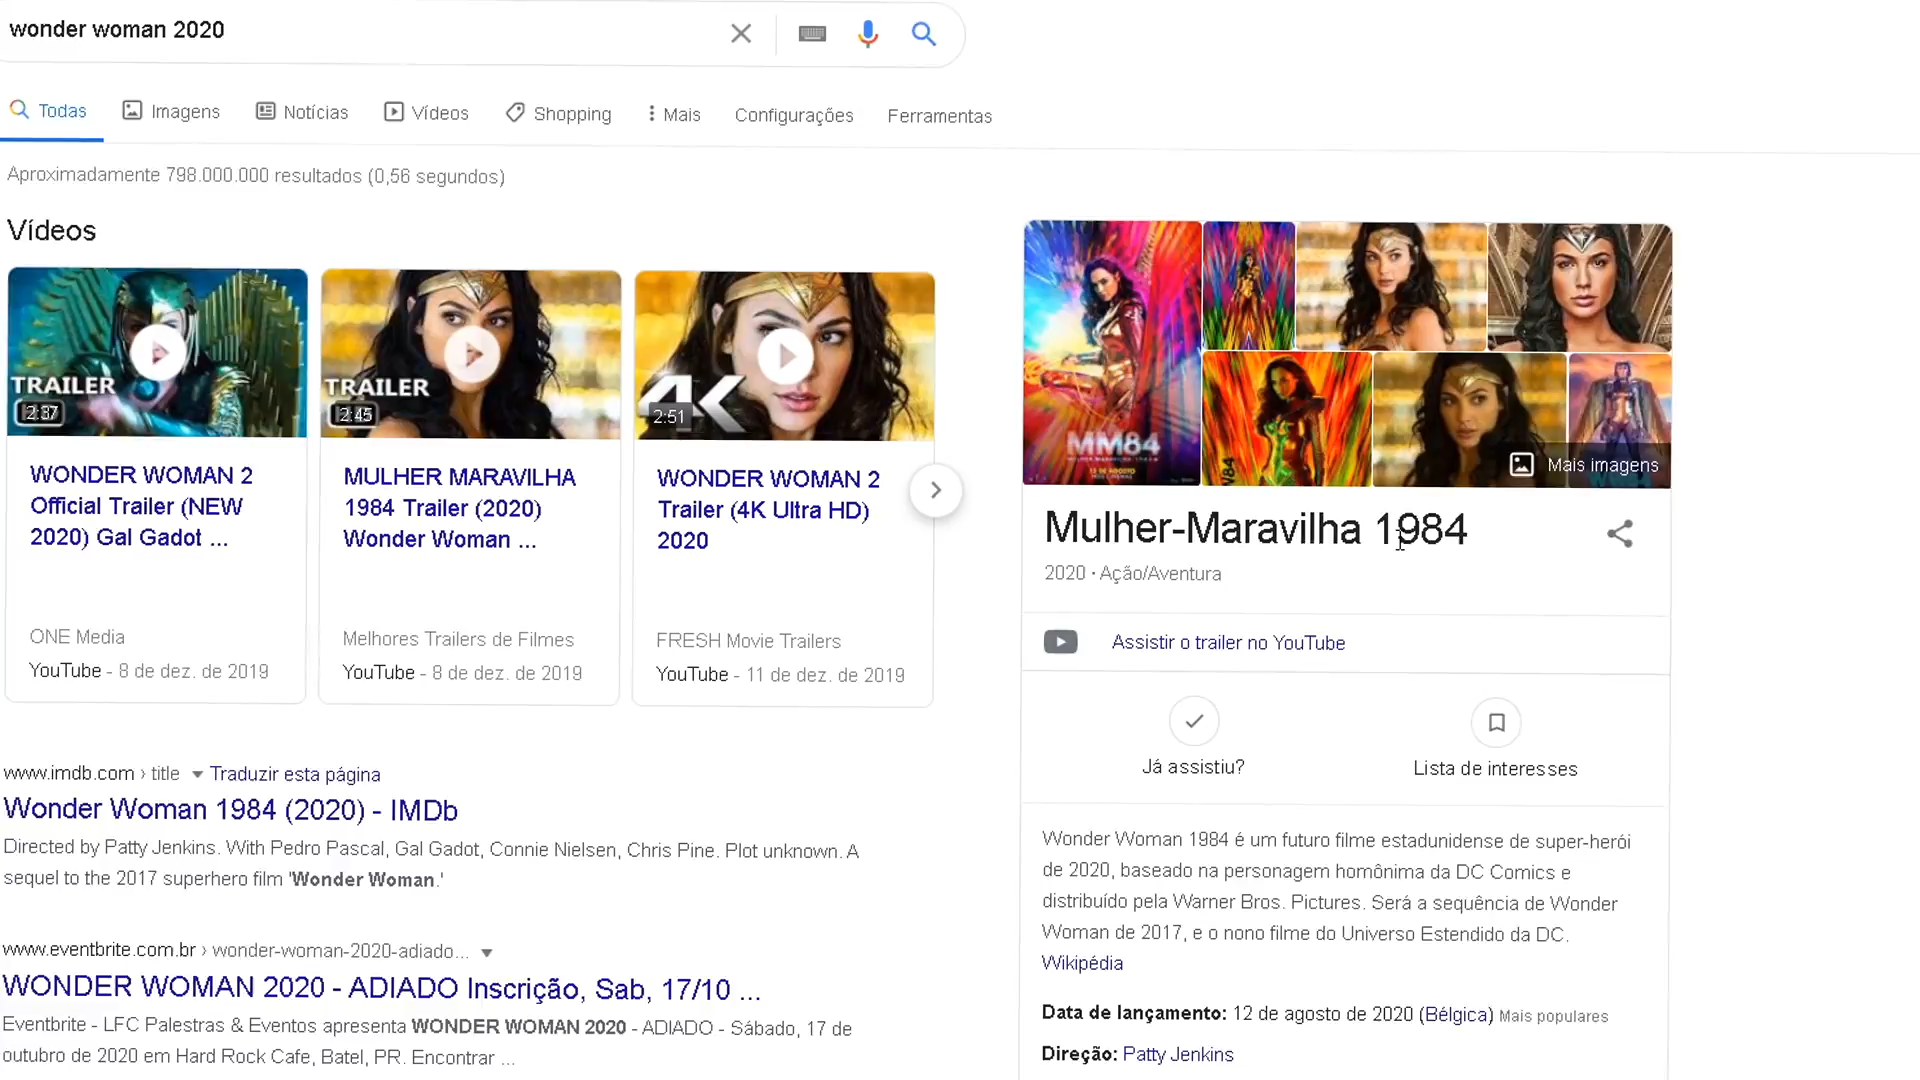 wonder woman 2020
Todas
Imagens
Notícias
Vídeos
Shopping
Mais
Configurações
Ferramentas
Aproximadamente 798.000.000 resultados (0,56 segundos)
Vídeos
TRAILER
2:37
WONDER WOMAN 2
Official Trailer (NEW
2020) Gal Gadot ...
ONE Media
YouTube - 8 de dez. de 2019
TRAILER
2:45
MULHER MARAVILHA
1984 Trailer (2020)
Wonder Woman ...
Melhores Trailers de Filmes
YouTube - 8 de dez. de 2019
4K
2:51
WONDER WOMAN 2
Trailer (4K Ultra HD)
2020
FRESH Movie Trailers
YouTube - 11 de dez. de 2019
www.imdb.com › title Traduzir esta página
Wonder Woman 1984 (2020) - IMDb
Directed by Patty Jenkins. With Pedro Pascal, Gal Gadot, Connie Nielsen, Chris Pine. Plot unknown. A
sequel to the 2017 superhero film 'Wonder Woman.'
www.eventbrite.com.br › wonder-woman-2020-adiado...
WONDER WOMAN 2020 - ADIADO Inscrição, Sab, 17/10 ...
Eventbrite - LFC Palestras & Eventos apresenta WONDER WOMAN 2020 - ADIADO - Sábado, 17 de
outubro de 2020 em Hard Rock Cafe, Batel, PR. Encontrar ...
MM84
Mais imagens
Mulher-Maravilha 1984
2020 · Ação/Aventura
Assistir o trailer no YouTube
Já assistiu?
Lista de interesses
Wonder Woman 1984 é um futuro filme estadunidense de super-herói
de 2020, baseado na personagem homônima da DC Comics e
distribuído pela Warner Bros. Pictures. Será a sequência de Wonder
Woman de 2017, e o nono filme do Universo Estendido da DC.
Wikipédia
Data de lançamento: 12 de agosto de 2020 (Bélgica) Mais populares
Direção: Patty Jenkins